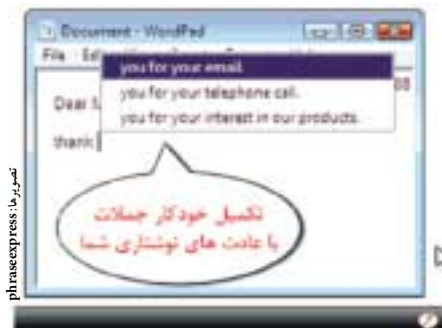 Document - WordPad
File
you for your email.
you for your telephone call.
you for your interest in our products.
Dear
thank
تکمیل خودکار جملات
با عادت های نوشتاری شما
تصویرها: phraseexpress